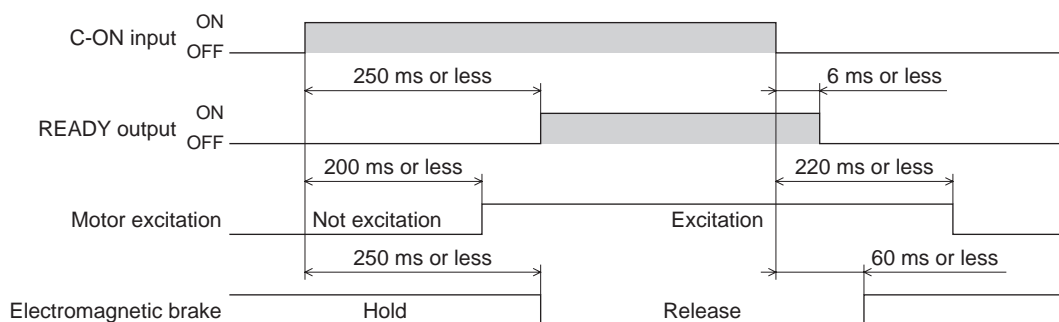 C-ON input
ON
OFF
250 ms or less
6 ms or less
READY output
ON
OFF
200 ms or less
220 ms or less
Motor excitation
Not excitation
Excitation
250 ms or less
60 ms or less
Electromagnetic brake
Hold
Release